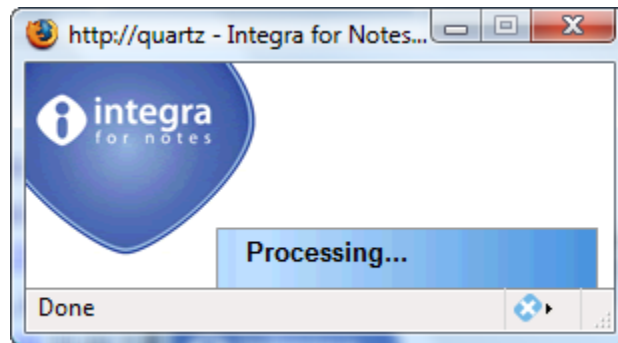 http://quartz - Integra for Notes...
integra
for notes
Processing...
Done